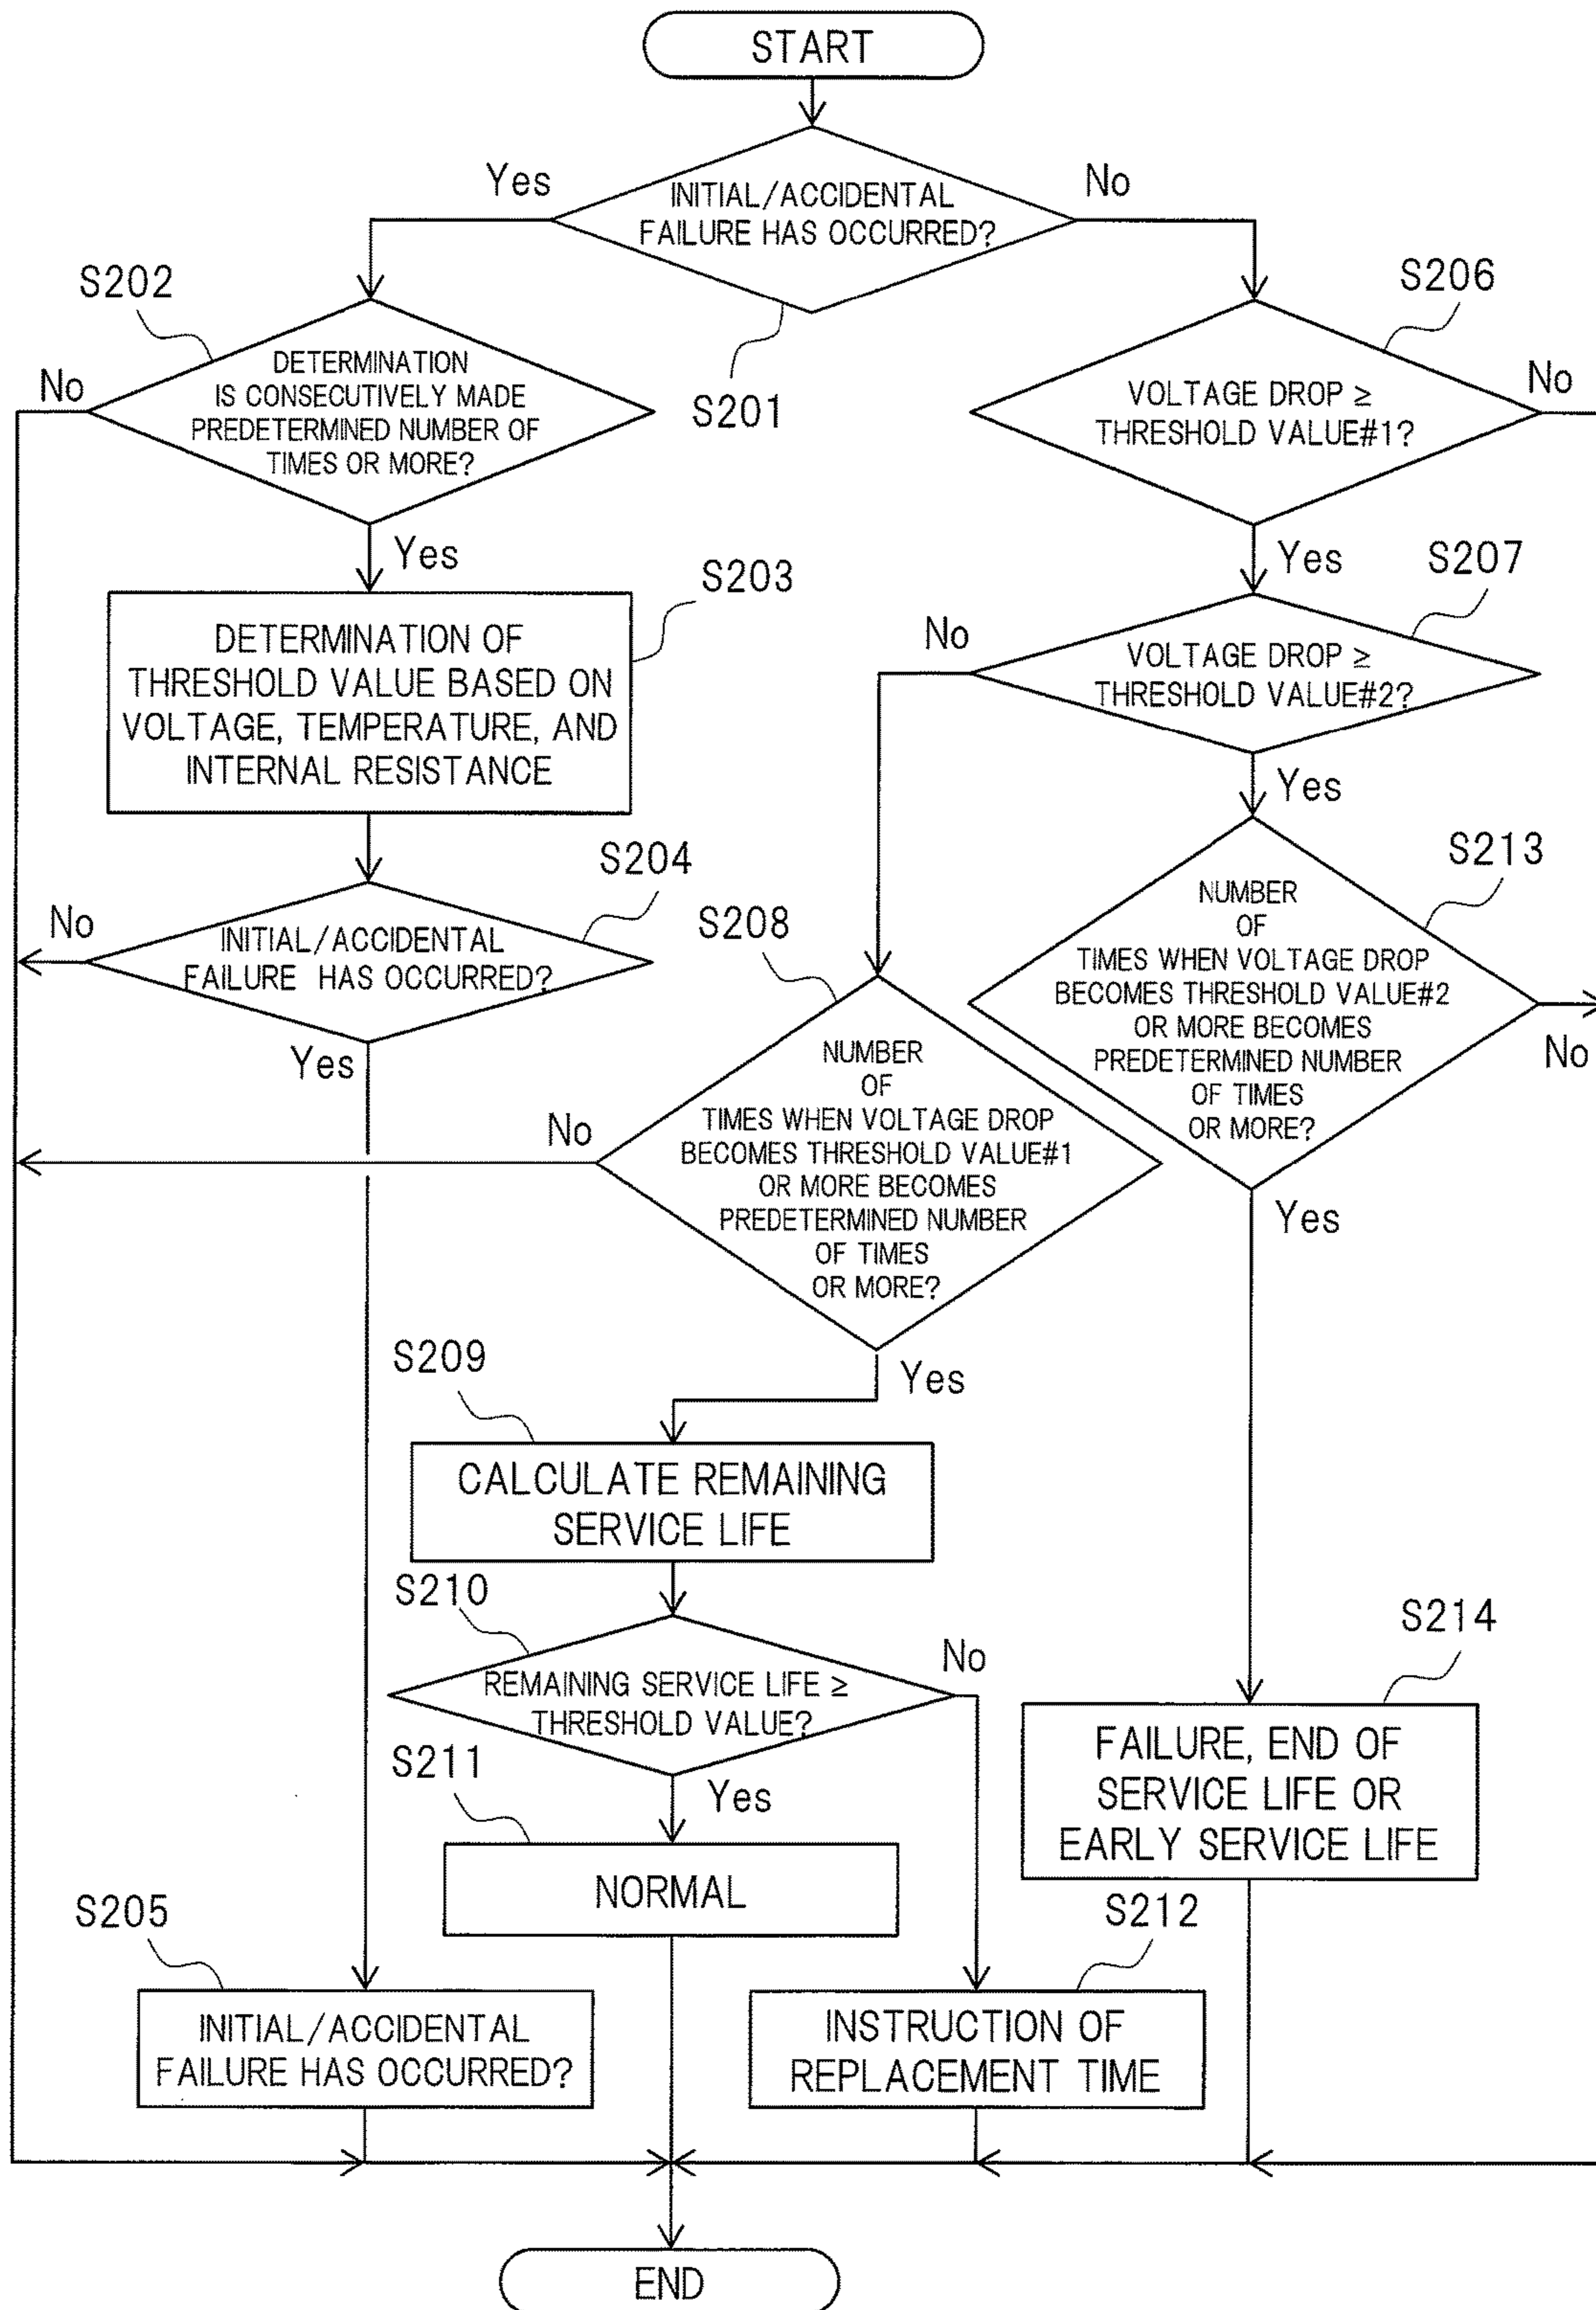 START
Yes
INITIAL/ACCIDENTAL
FAILURE HAS OCCURRED?
No
S201
S202
No
DETERMINATION
IS CONSECUTIVELY MADE
PREDETERMINED NUMBER OF
TIMES OR MORE?
Yes
S206
VOLTAGE DROP ≥
THRESHOLD VALUE#1?
No
Yes
S203
DETERMINATION OF
THRESHOLD VALUE BASED ON
VOLTAGE, TEMPERATURE, AND
INTERNAL RESISTANCE
S207
No
VOLTAGE DROP ≥
THRESHOLD VALUE#2?
Yes
S204
No
INITIAL/ACCIDENTAL
FAILURE HAS OCCURRED?
Yes
S213
NUMBER
OF
TIMES WHEN VOLTAGE DROP
BECOMES THRESHOLD VALUE#2
OR MORE BECOMES
PREDETERMINED NUMBER
OF TIMES
OR MORE?
No
Yes
S208
No
NUMBER
OF
TIMES WHEN VOLTAGE DROP
BECOMES THRESHOLD VALUE#1
OR MORE BECOMES
PREDETERMINED NUMBER
OF TIMES
OR MORE?
Yes
S209
CALCULATE REMAINING
SERVICE LIFE
S210
REMAINING SERVICE LIFE ≥
THRESHOLD VALUE?
No
Yes
S211
NORMAL
S214
FAILURE, END OF
SERVICE LIFE OR
EARLY SERVICE LIFE
S205
INITIAL/ACCIDENTAL
FAILURE HAS OCCURRED?
S212
INSTRUCTION OF
REPLACEMENT TIME
END